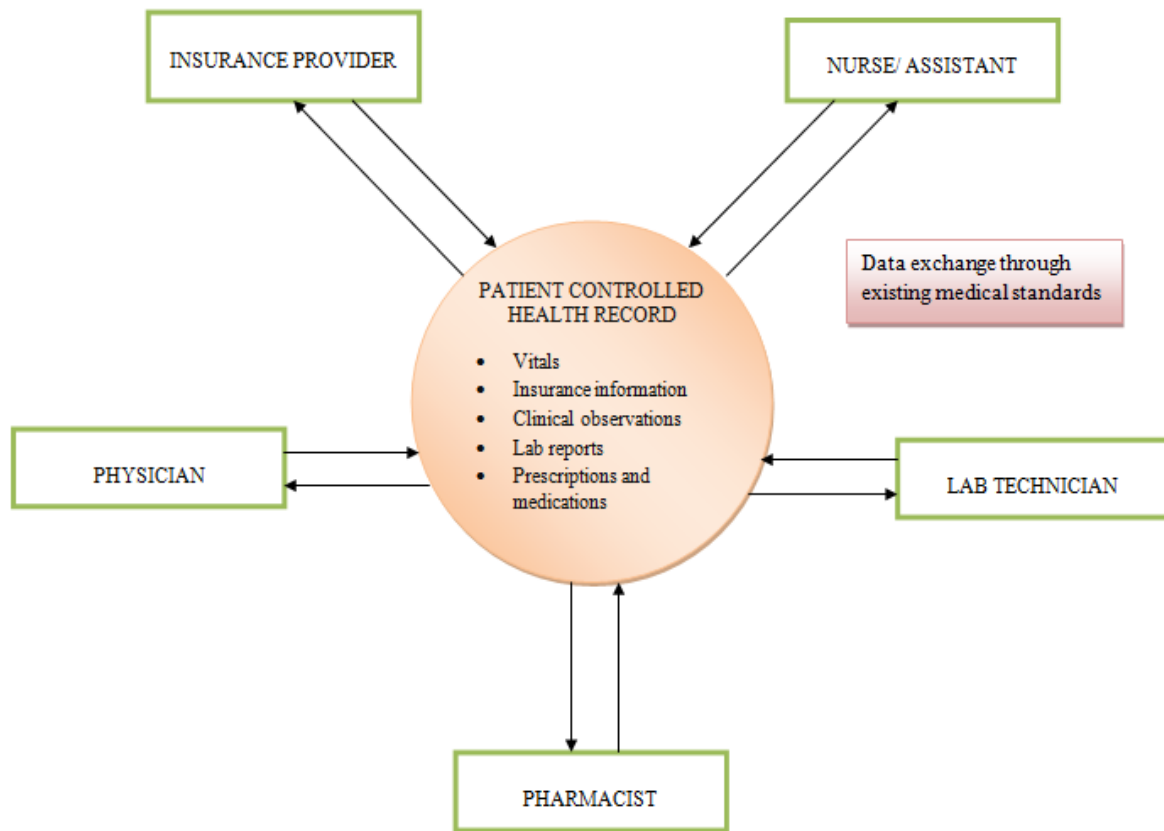 INSURANCE PROVIDER
NURSE/ ASSISTANT
Data exchange through
existing medical standards
PATIENT CONTROLLED
HEALTH RECORD
• Vitals
• Insurance information
• Clinical observations
• Lab reports
• Prescriptions and
medications
PHYSICIAN
LAB TECHNICIAN
PHARMACIST